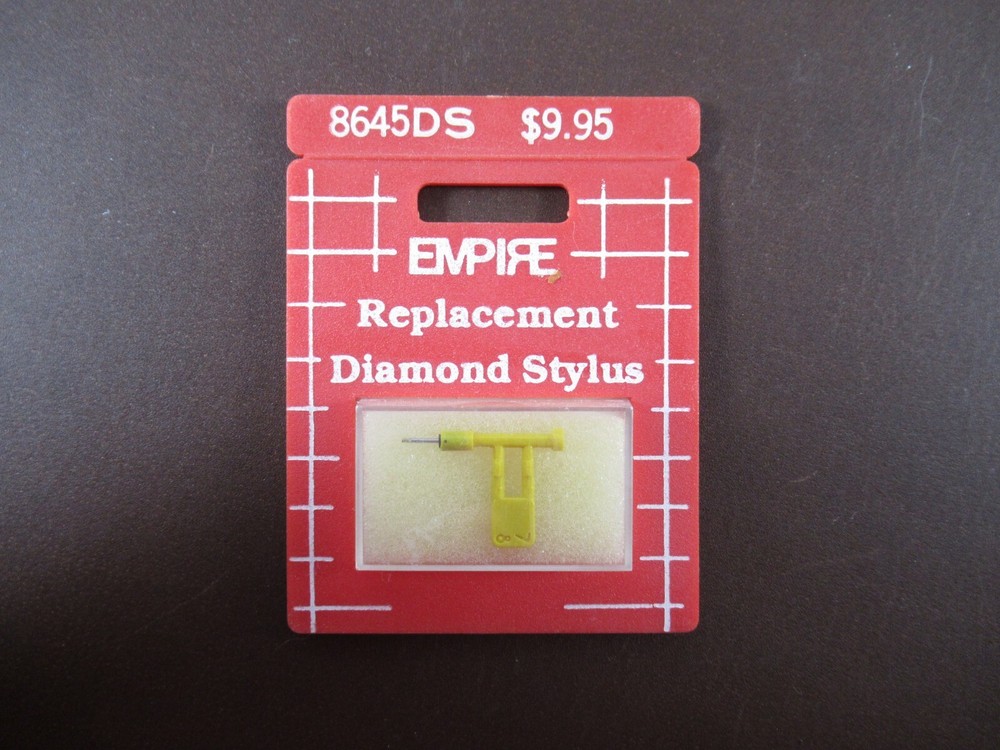 8645DS $9.95
EMPIRE
Replacement
Diamond Stylus